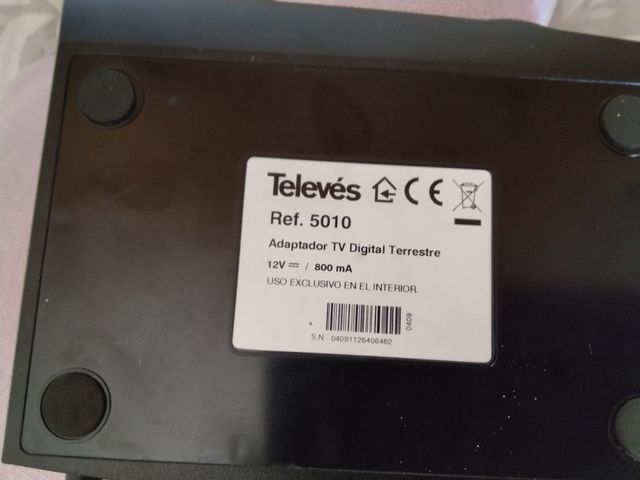 Televés
Ref. 5010
Adaptador TV Digital Terrestre
12V / 800 mA
USO EXCLUSIVO EN EL INTERIOR.
0409
S.N.- 04091126406462